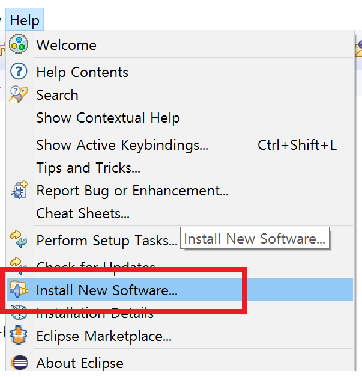 Help
Welcome
Help Contents
Search
Show Contextual Help
Show Active Keybindings... Ctrl+Shift+L
Tips and Tricks...
Report Bug or Enhancement...
Cheat Sheets...
Perform Setup Tasks...
Install New Software...
Check for Updates
Install New Software...
Installation Details
Eclipse Marketplace...
About Eclipse